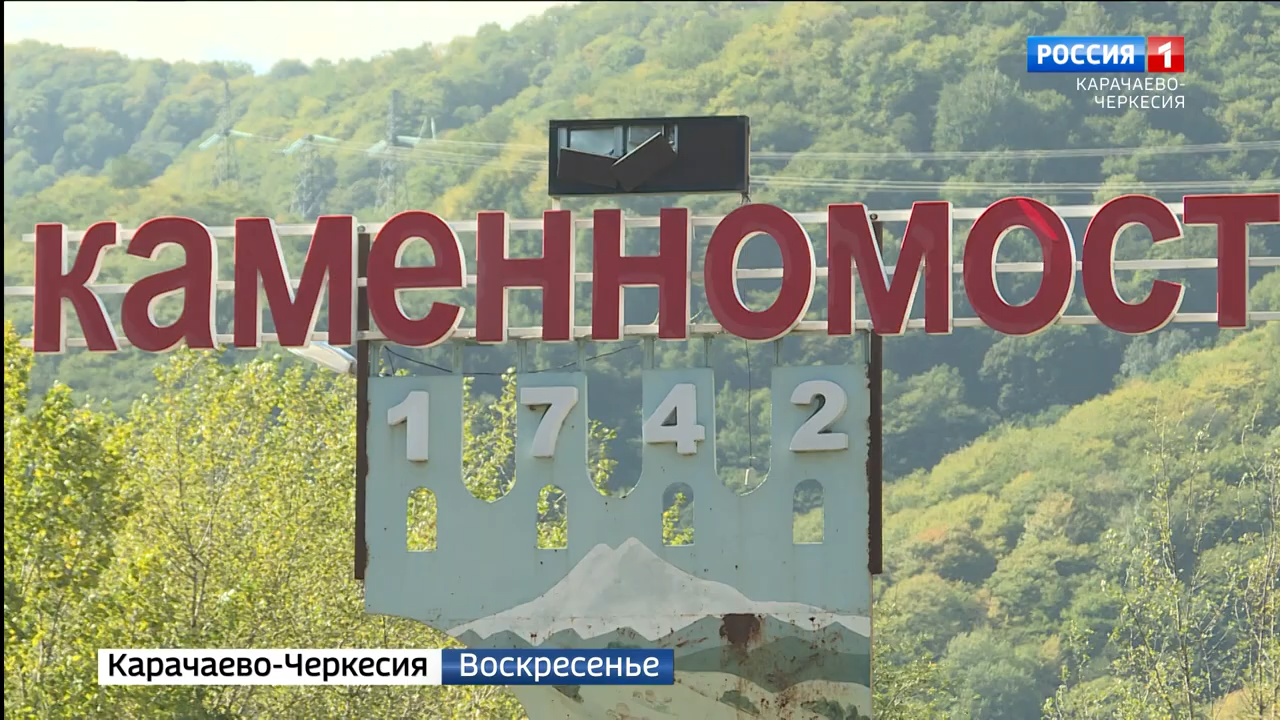 РОССИЯ 1
КАРАЧАЕВО-
ЧЕРКЕСИЯ
каменномост
1742
Карачаево-Черкесия Воскресенье